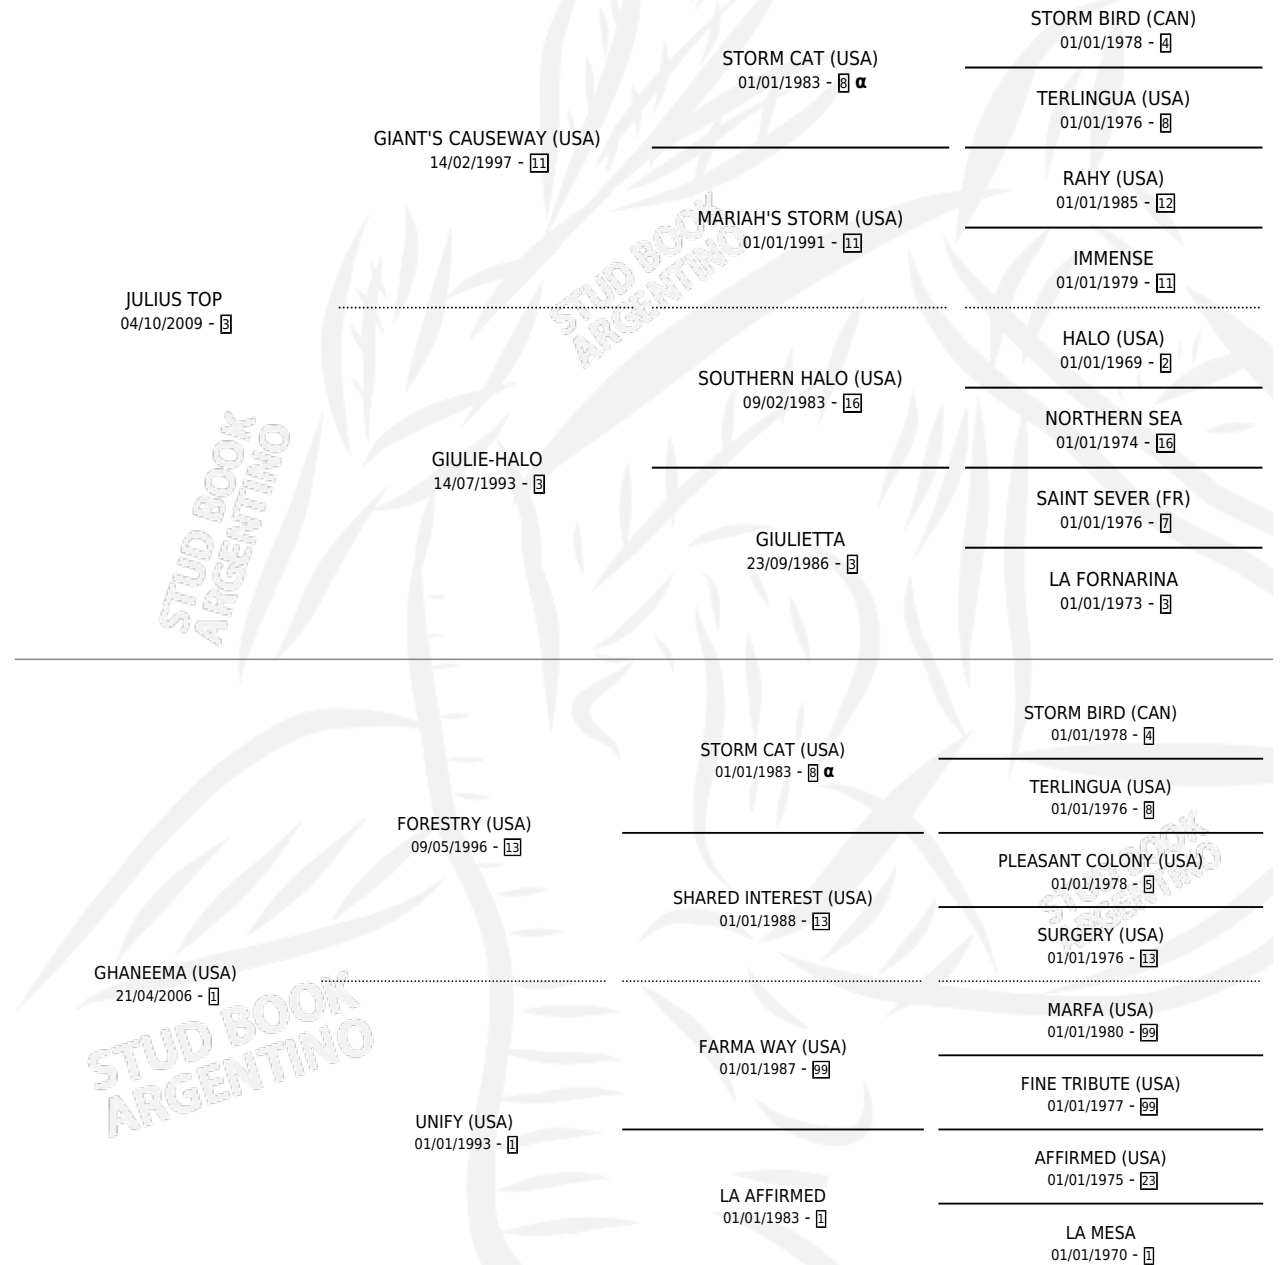 STORM BIRD (CAN)
01/01/1978 - 4
STORM CAT (USA)
01/01/1983 - 8 α
TERLINGUA (USA)
01/01/1976 - 8
GIANT'S CAUSEWAY (USA)
14/02/1997 - 11
RAHY (USA)
01/01/1985 - 12
MARIAH'S STORM (USA)
01/01/1991 - 11
IMMENSE
01/01/1979 - 11
JULIUS TOP
04/10/2009 - 3
HALO (USA)
01/01/1969 - 2
SOUTHERN HALO (USA)
09/02/1983 - 16
NORTHERN SEA
01/01/1974 - 16
GIULIE-HALO
14/07/1993 - 3
SAINT SEVER (FR)
01/01/1976 - 7
GIULIETTA
23/09/1986 - 3
LA FORNARINA
01/01/1973 - 3
STORM BIRD (CAN)
01/01/1978 - 4
STORM CAT (USA)
01/01/1983 - 8 α
TERLINGUA (USA)
01/01/1976 - 8
FORESTRY (USA)
09/05/1996 - 13
PLEASANT COLONY (USA)
01/01/1978 - 5
SHARED INTEREST (USA)
01/01/1988 - 13
SURGERY (USA)
01/01/1976 - 13
GHANEEMA (USA)
21/04/2006 - 1
MARFA (USA)
01/01/1980 - 99
FARMA WAY (USA)
01/01/1987 - 99
FINE TRIBUTE (USA)
01/01/1977 - 99
UNIFY (USA)
01/01/1993 - 1
AFFIRMED (USA)
01/01/1975 - 23
LA AFFIRMED
01/01/1983 - 1
LA MESA
01/01/1970 - 1
STUD BOOK
ARGENTINO
STUD BOOK
ARGENTINO
STUD BOOK
ARGENTINO
STUD BOOK
ARGENTINO